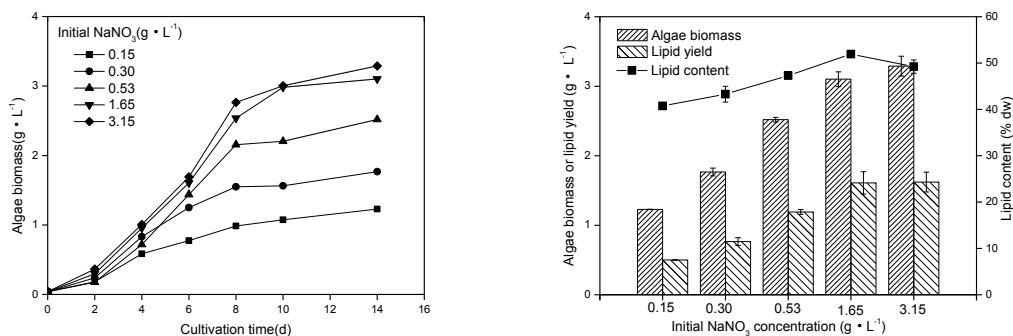 4
3
2
1
0
Algae biomass(g • L⁻¹)
Initial NaNO₃(g • L⁻¹)
0.15
0.30
0.53
1.65
3.15
0 2 4 6 8 10 12 14 16
Cultivation time(d)
4
3
2
1
0
Algae biomass or lipid yield (g • L⁻¹)
Algae biomass
Lipid yield
Lipid content
60
50
40
30
20
10
0
Lipid content (% dw)
0.15 0.30 0.53 1.65 3.15
Initial NaNO₃ concentration (g • L⁻¹)